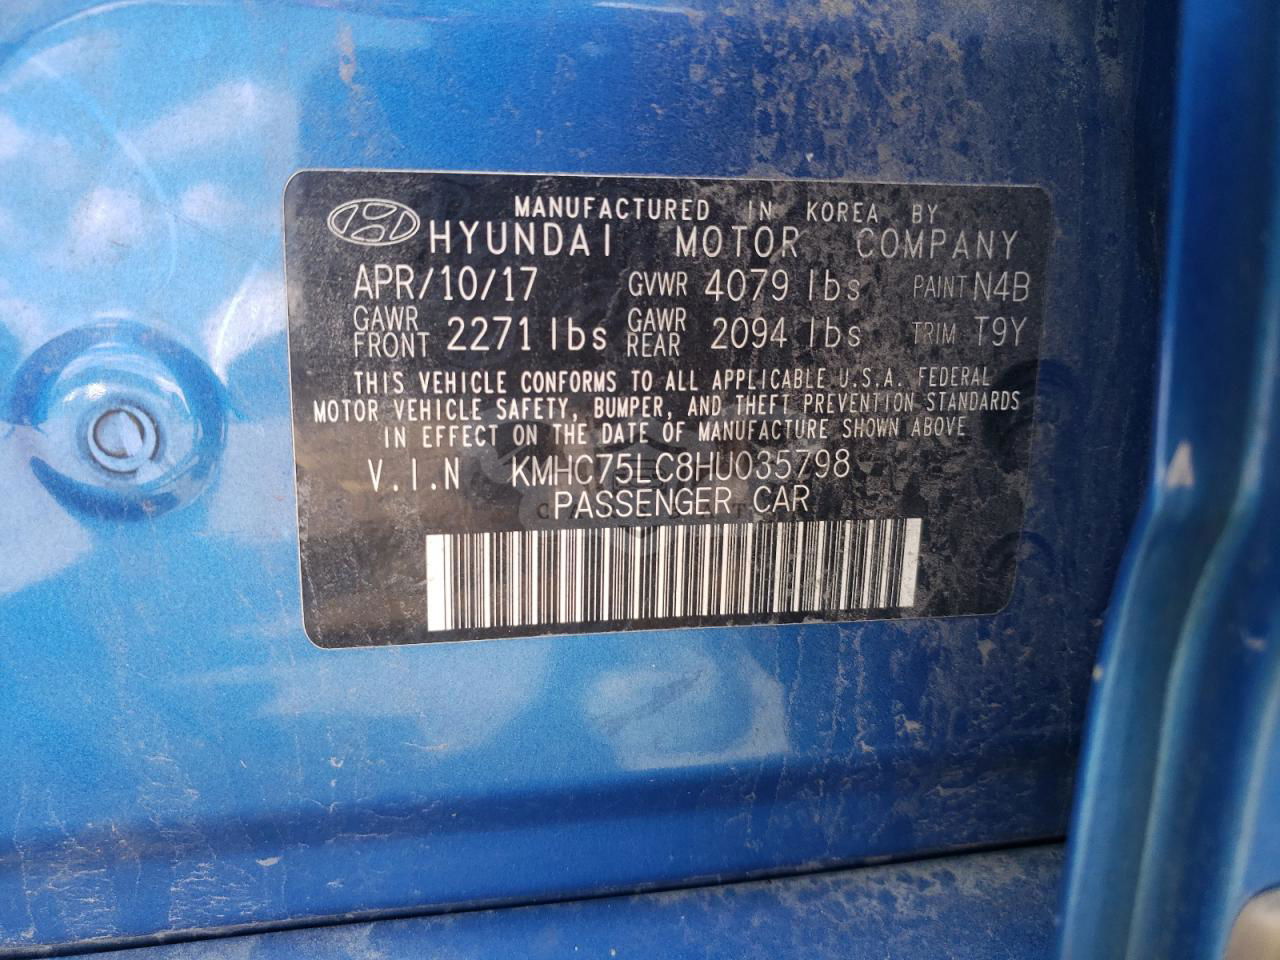 MANUFACTURED IN KOREA BY
HYUNDAI MOTOR COMPANY
APR/10/17 GVWR 4079 lbs PAINT N4B
GAWR FRONT 2271 lbs GAWR REAR 2094 lbs TRIM T9Y
THIS VEHICLE CONFORMS TO ALL APPLICABLE U.S.A. FEDERAL
MOTOR VEHICLE SAFETY, BUMPER, AND THEFT PREVENTION STANDARDS
IN EFFECT ON THE DATE OF MANUFACTURE SHOWN ABOVE
V.I.N KMHC75LC8HU035798
PASSENGER CAR